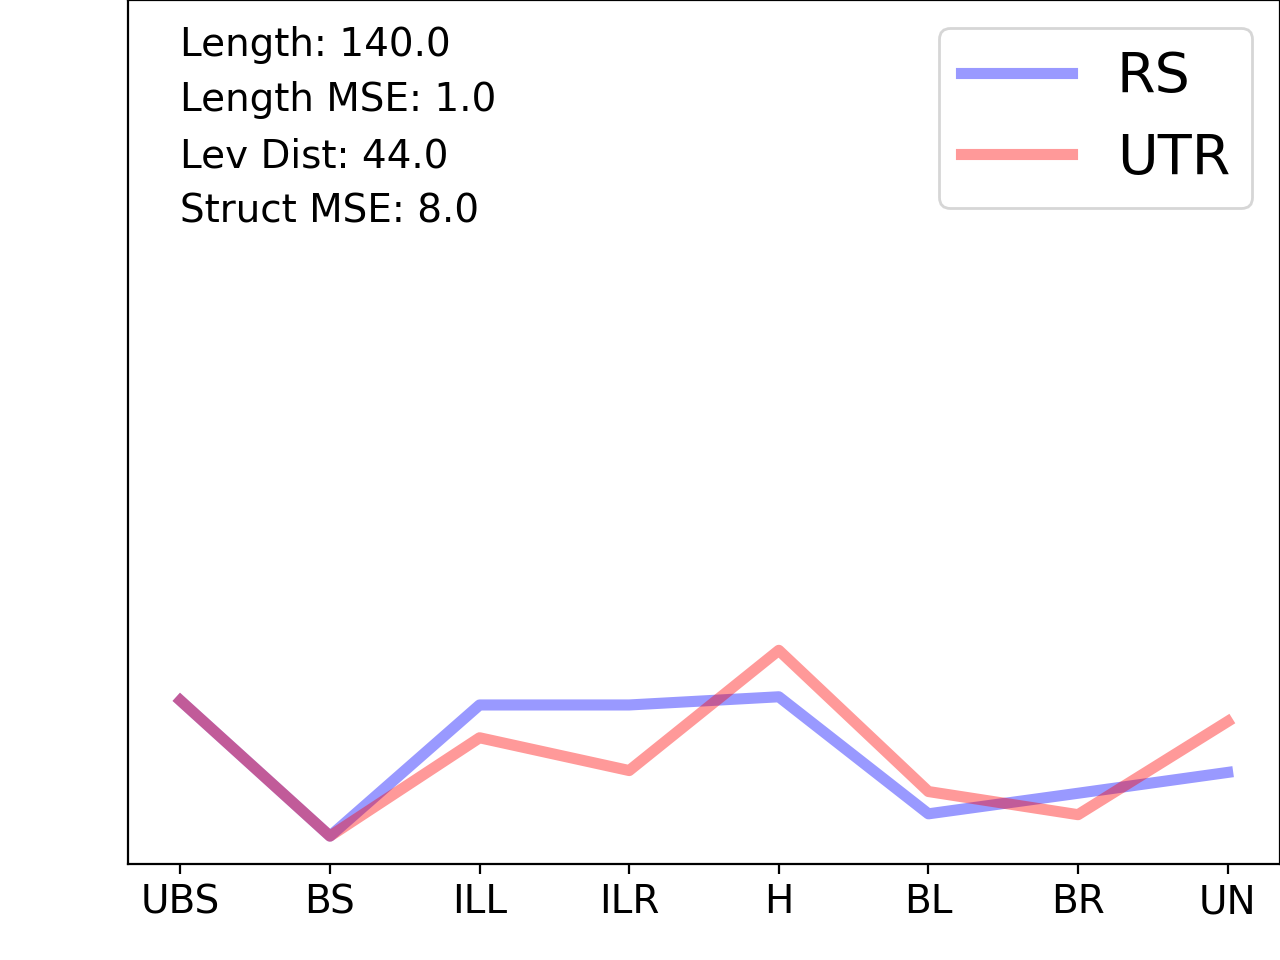 Length: 140.0
Length MSE: 1.0
Lev Dist: 44.0
Struct MSE: 8.0
RS
UTR
UBS BS ILL ILR H BL BR UN